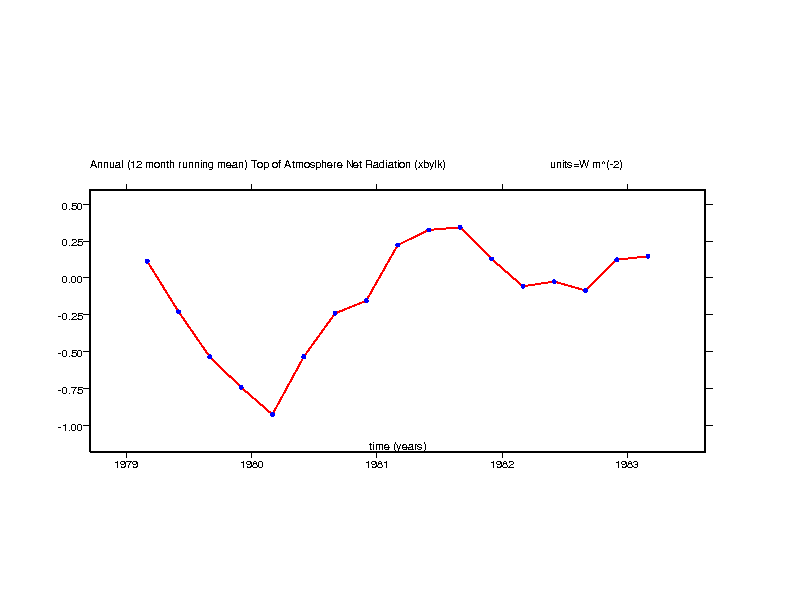 Annual (12 month running mean) Top of Atmosphere Net Radiation (xbylk) units=W m^(-2)
0.50
0.25
0.00
-0.25
-0.50
-0.75
-1.00
time (years)
1979 1980 1981 1982 1983